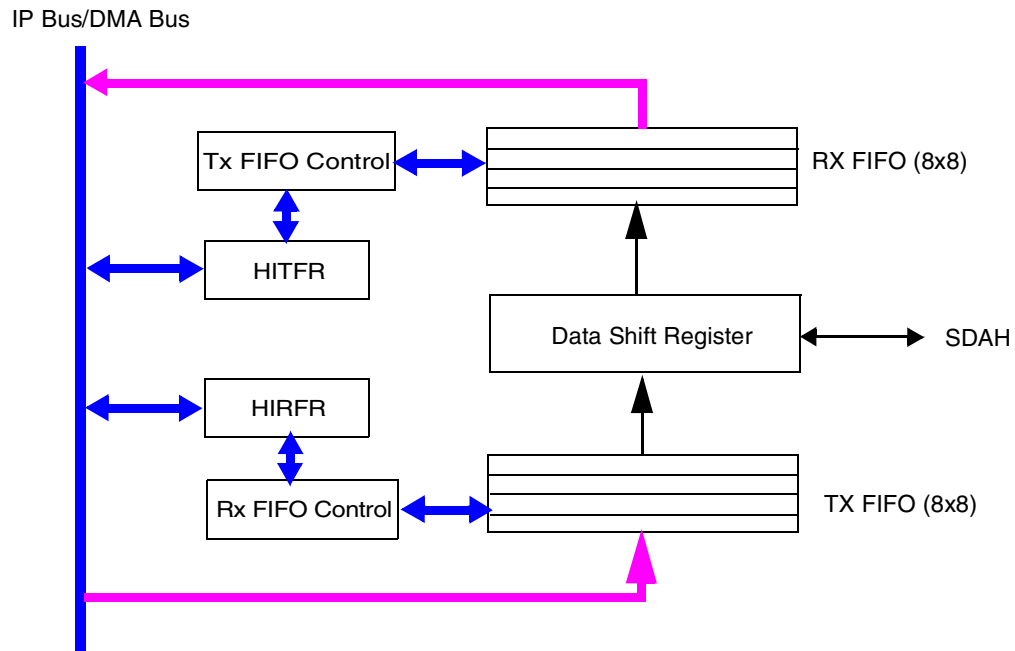 IP Bus/DMA Bus
Tx FIFO Control
RX FIFO (8x8)
HITFR
Data Shift Register
SDAH
HIRFR
Rx FIFO Control
TX FIFO (8x8)